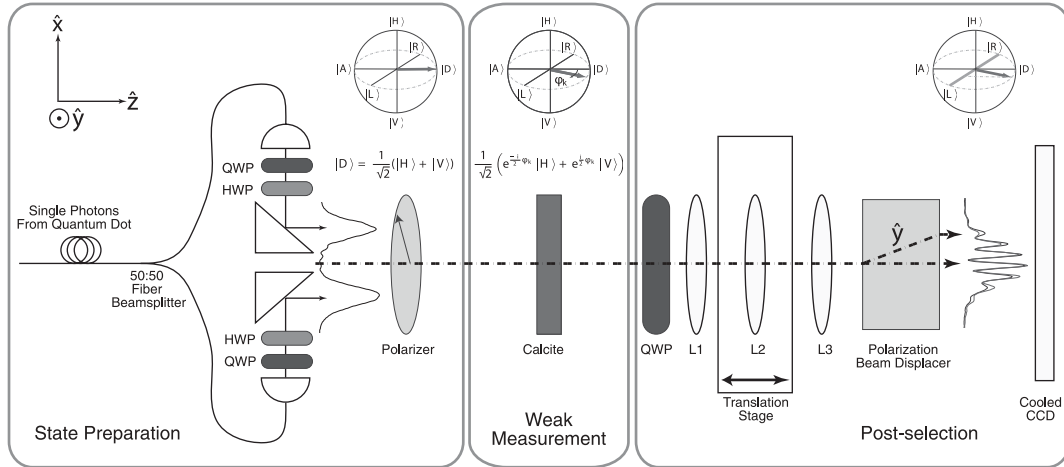 x̂
ẑ
ŷ
Single Photons
From Quantum Dot
50:50
Fiber
Beamsplitter
QWP
HWP
HWP
QWP
|H⟩
|R⟩
|A⟩
|D⟩
|L⟩
|V⟩
|D⟩ = 1/√2 (|H⟩ + |V⟩)
Polarizer
State Preparation
|H⟩
|R⟩
|A⟩
|D⟩
φk
|L⟩
|V⟩
1/√2 (e^(-i/2 φk) |H⟩ + e^(i/2 φk) |V⟩)
Calcite
Weak
Measurement
|H⟩
|R⟩
|A⟩
|D⟩
|L⟩
|V⟩
ŷ
QWP
L1
L2
L3
Translation
Stage
Polarization
Beam Displacer
Cooled
CCD
Post-selection